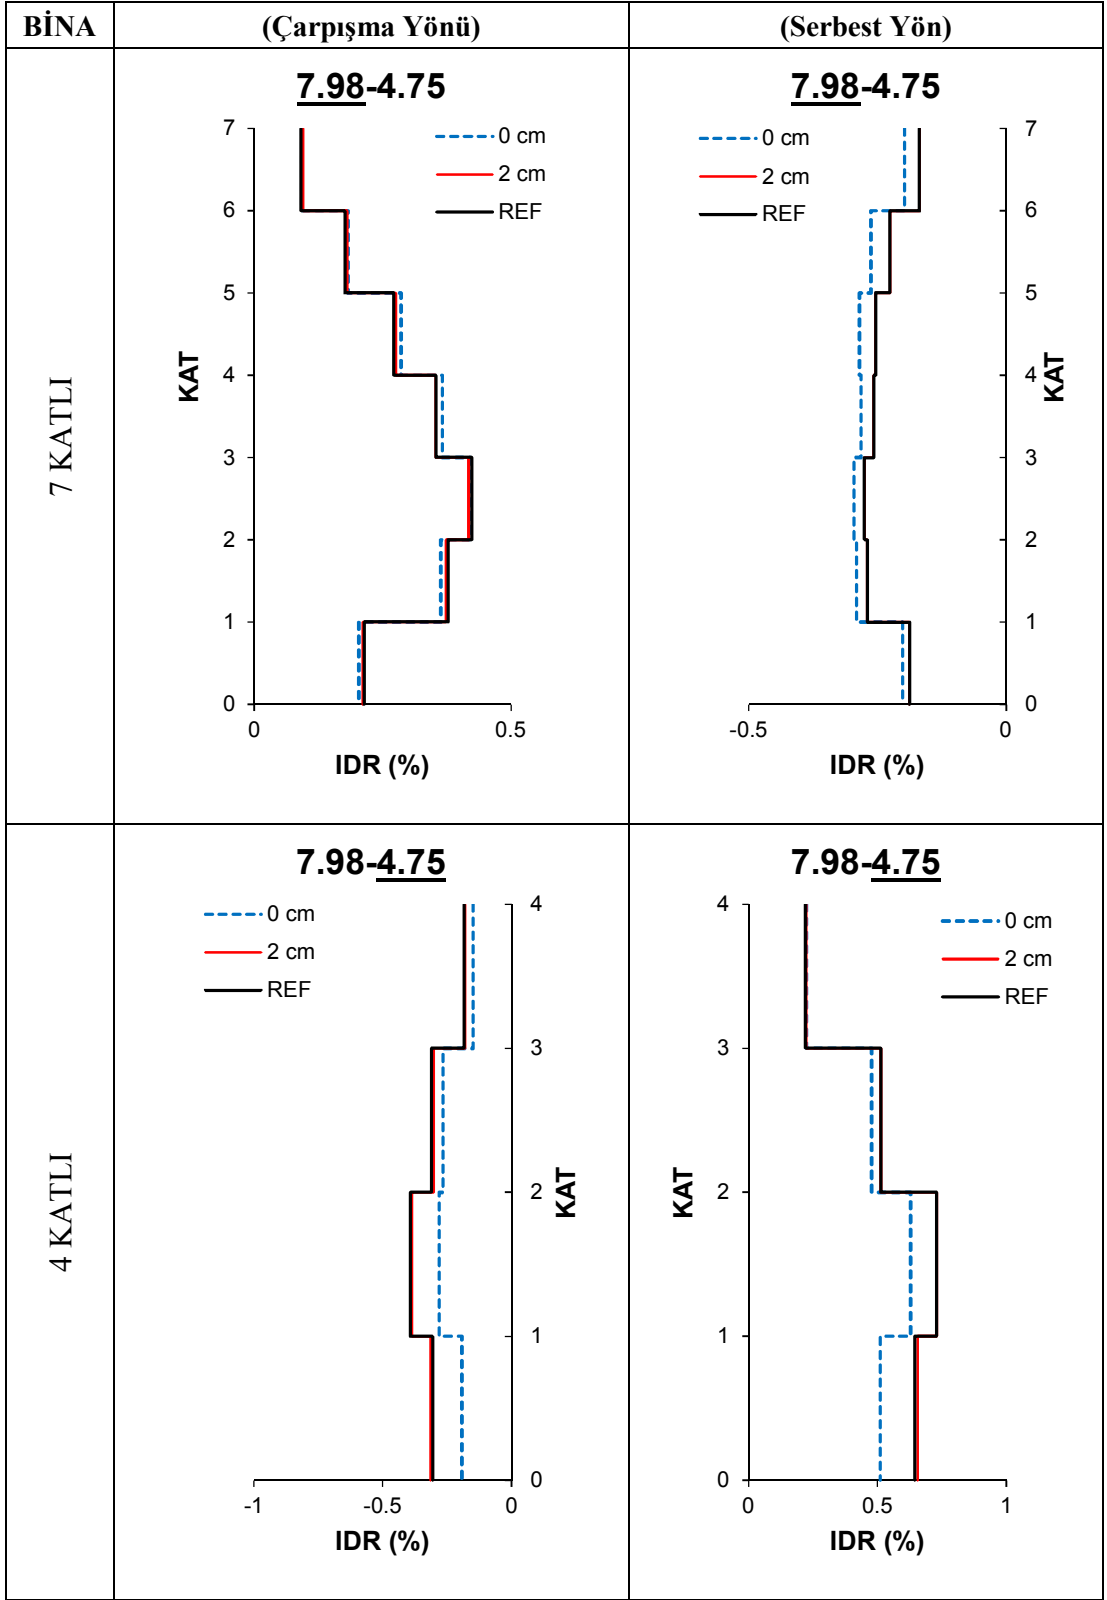 BİNA
(Çarpışma Yönü)
(Serbest Yön)
7 KATLI
7.98-4.75
0 cm
2 cm
REF
7
6
5
4
3
2
1
0
KAT
0
0.5
IDR (%)
7.98-4.75
0 cm
2 cm
REF
7
6
5
4
3
2
1
0
KAT
-0.5
0
IDR (%)
4 KATLI
7.98-4.75
0 cm
2 cm
REF
4
3
2
1
0
KAT
-1
-0.5
0
IDR (%)
7.98-4.75
0 cm
2 cm
REF
4
3
2
1
0
KAT
0
0.5
1
IDR (%)